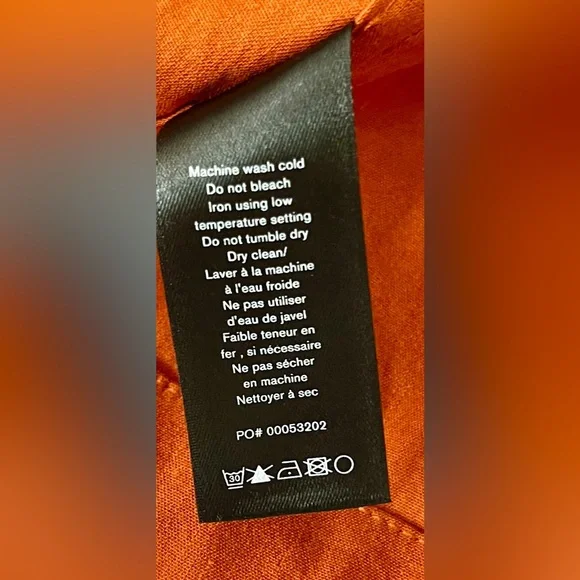 Machine wash cold
Do not bleach
Iron using low
temperature setting
Do not tumble dry
Dry clean/
Laver à la machine
à l'eau froide
Ne pas utiliser
d'eau de javel
Faible teneur en
fer , si nécessaire
Ne pas sécher
en machine
Nettoyer à sec
PO# 00053202
30